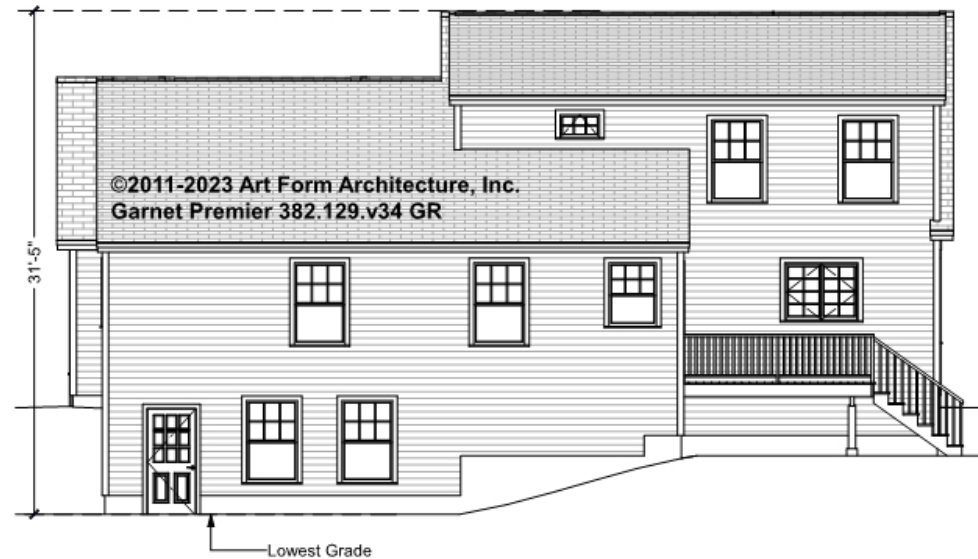 ©2011-2023 Art Form Architecture, Inc.
Garnet Premier 382.129.v34 GR
31'-5"
Lowest Grade